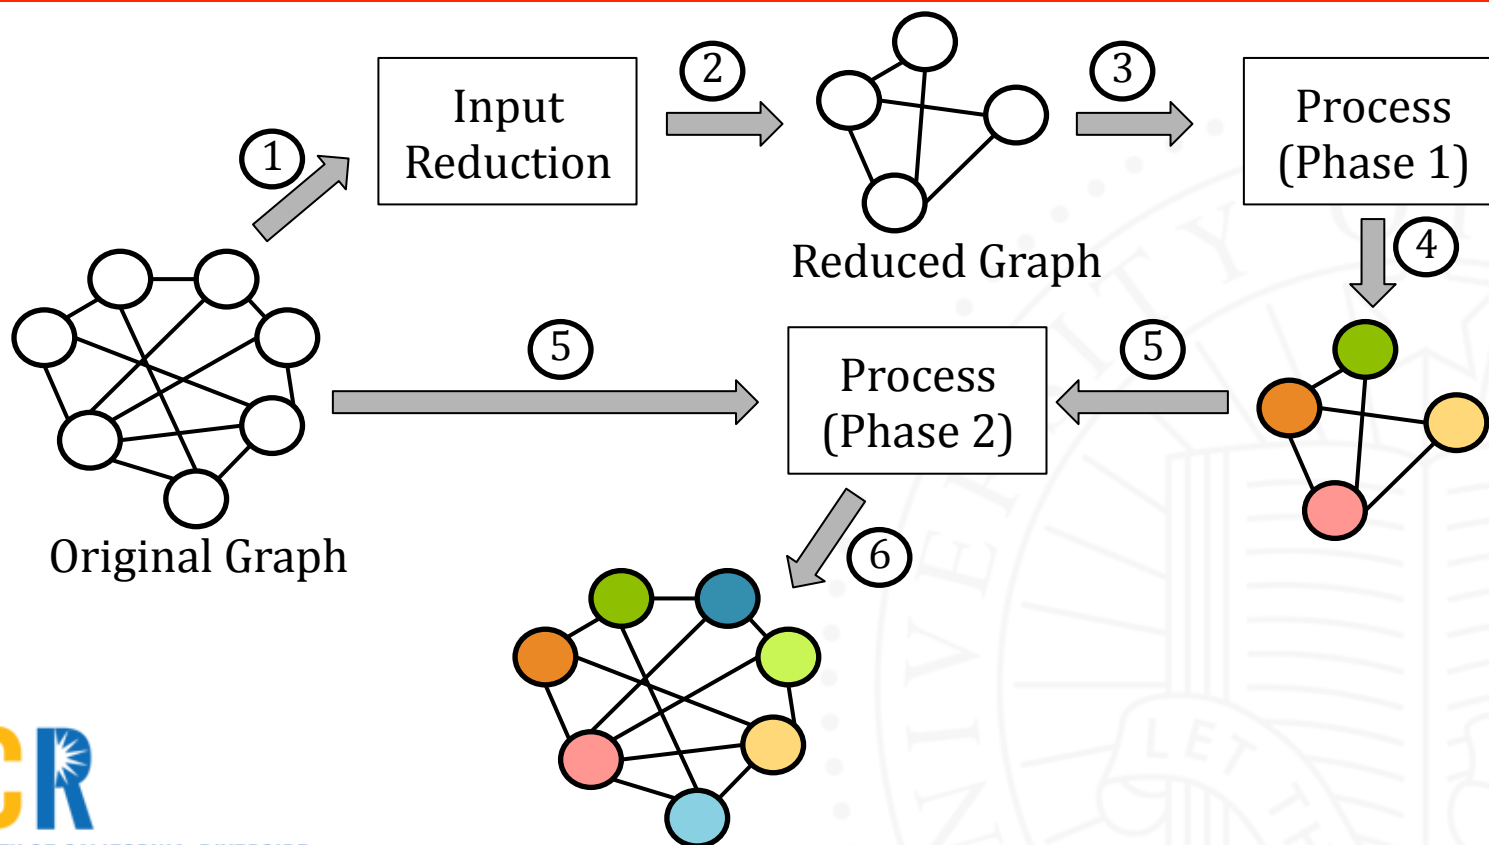 1
Input
Reduction
2
Reduced Graph
3
Process
(Phase 1)
4
Original Graph
5
Process
(Phase 2)
5
6
CR
LET